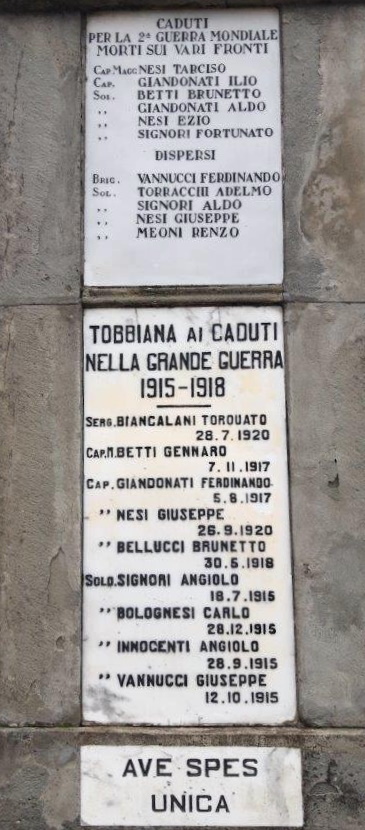 CADUTI
PER LA 2ª GUERRA MONDIALE
MORTI SUI VARI FRONTI
CAP MAGG NESI TARCISO
CAP. GIANDONATI ILIO
SOL. BETTI BRUNETTO
,, GIANDONATI ALDO
,, NESI EZIO
,, SIGNORI FORTUNATO
DISPERSI
BRIG. VANNUCCI FERDINANDO
SOL. TORRACCHI ADELMO
,, SIGNORI ALDO
,, NESI GIUSEPPE
,, MEONI RENZO
TOBBIANA AI CADUTI
NELLA GRANDE GUERRA
1915-1918
SERG. BIANCALANI TORQUATO
28.7.1920
CAP.M. BETTI GENNARO
7.11.1917
CAP. GIANDONATI FERDINANDO
5.8.1917
" NESI GIUSEPPE
26.9.1920
" BELLUCCI BRUNETTO
30.5.1918
SOLD. SIGNORI ANGIOLO
18.7.1915
" BOLOGNESI CARLO
28.12.1915
" INNOCENTI ANGIOLO
28.9.1915
" VANNUCCI GIUSEPPE
12.10.1915
AVE SPES
UNICA